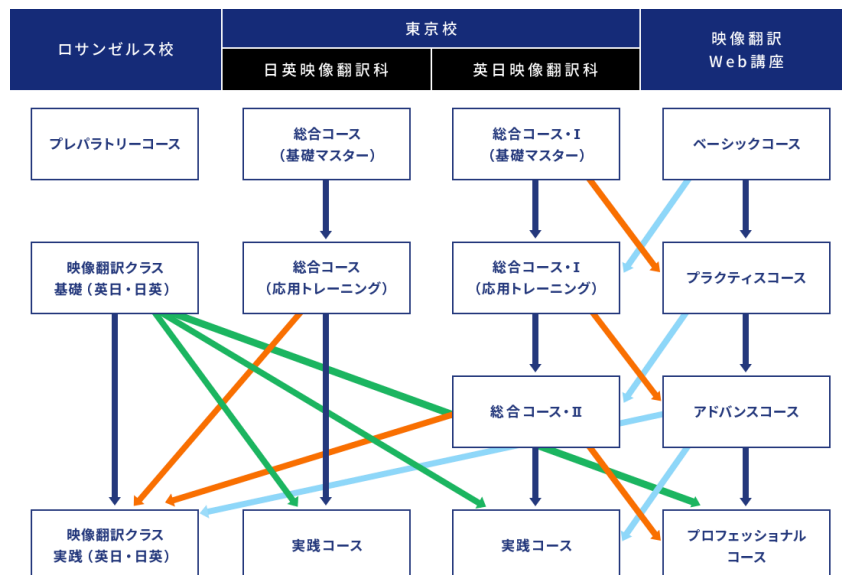 ロサンゼルス校
東京校
日英映像翻訳科
英日映像翻訳科
映像翻訳
Web講座
プレパラトリーコース
総合コース
（基礎マスター）
総合コース・I
（基礎マスター）
ベーシックコース
映像翻訳クラス
基礎（英日・日英）
総合コース
（応用トレーニング）
総合コース・I
（応用トレーニング）
プラクティスコース
総合コース・II
アドバンスコース
映像翻訳クラス
実践（英日・日英）
実践コース
実践コース
プロフェッショナル
コース